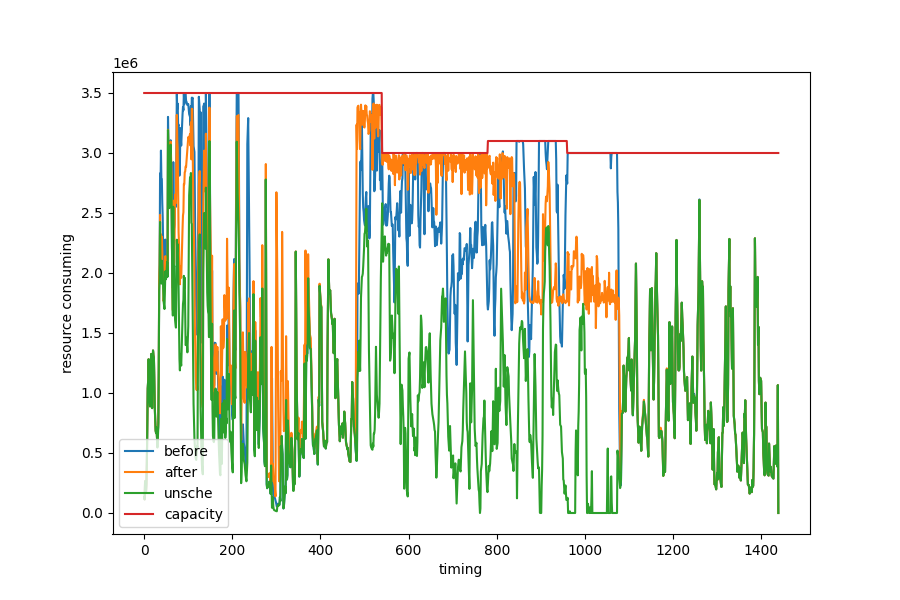 1e6
3.5
3.0
2.5
2.0
1.5
1.0
0.5
0.0
resource consuming
before
after
unsche
capacity
0 200 400 600 800 1000 1200 1400
timing